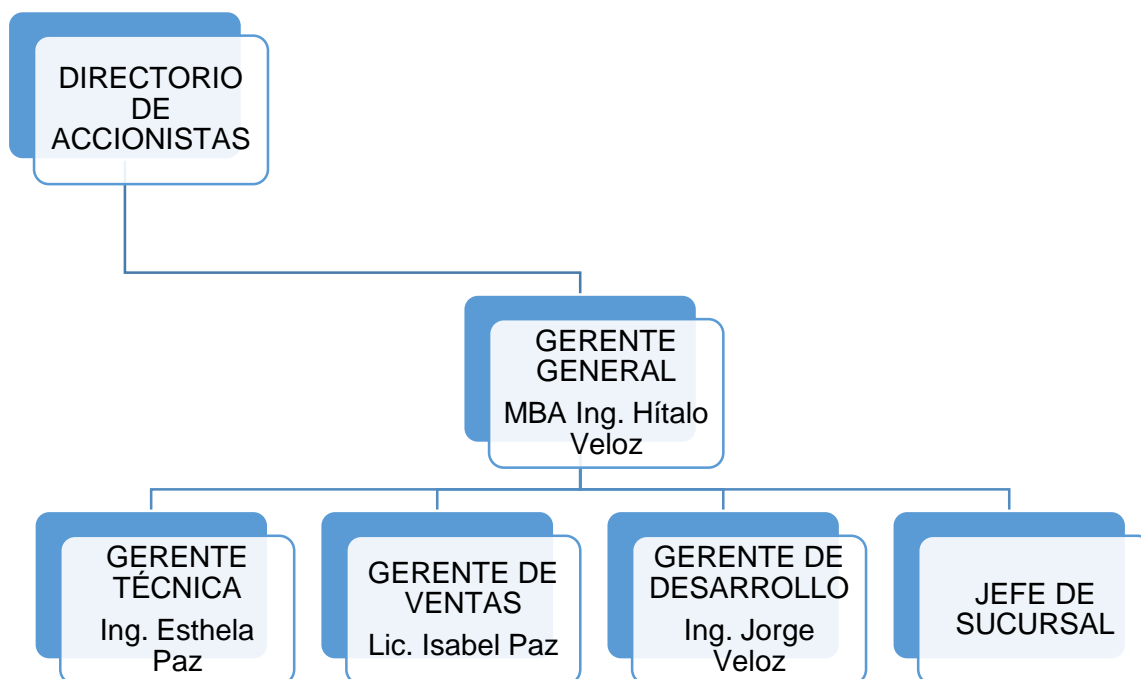 DIRECTORIO
DE
ACCIONISTAS
GERENTE
GENERAL
MBA Ing. Hítalo
Veloz
GERENTE
TÉCNICA
Ing. Esthela
Paz
GERENTE DE
VENTAS
Lic. Isabel Paz
GERENTE DE
DESARROLLO
Ing. Jorge
Veloz
JEFE DE
SUCURSAL